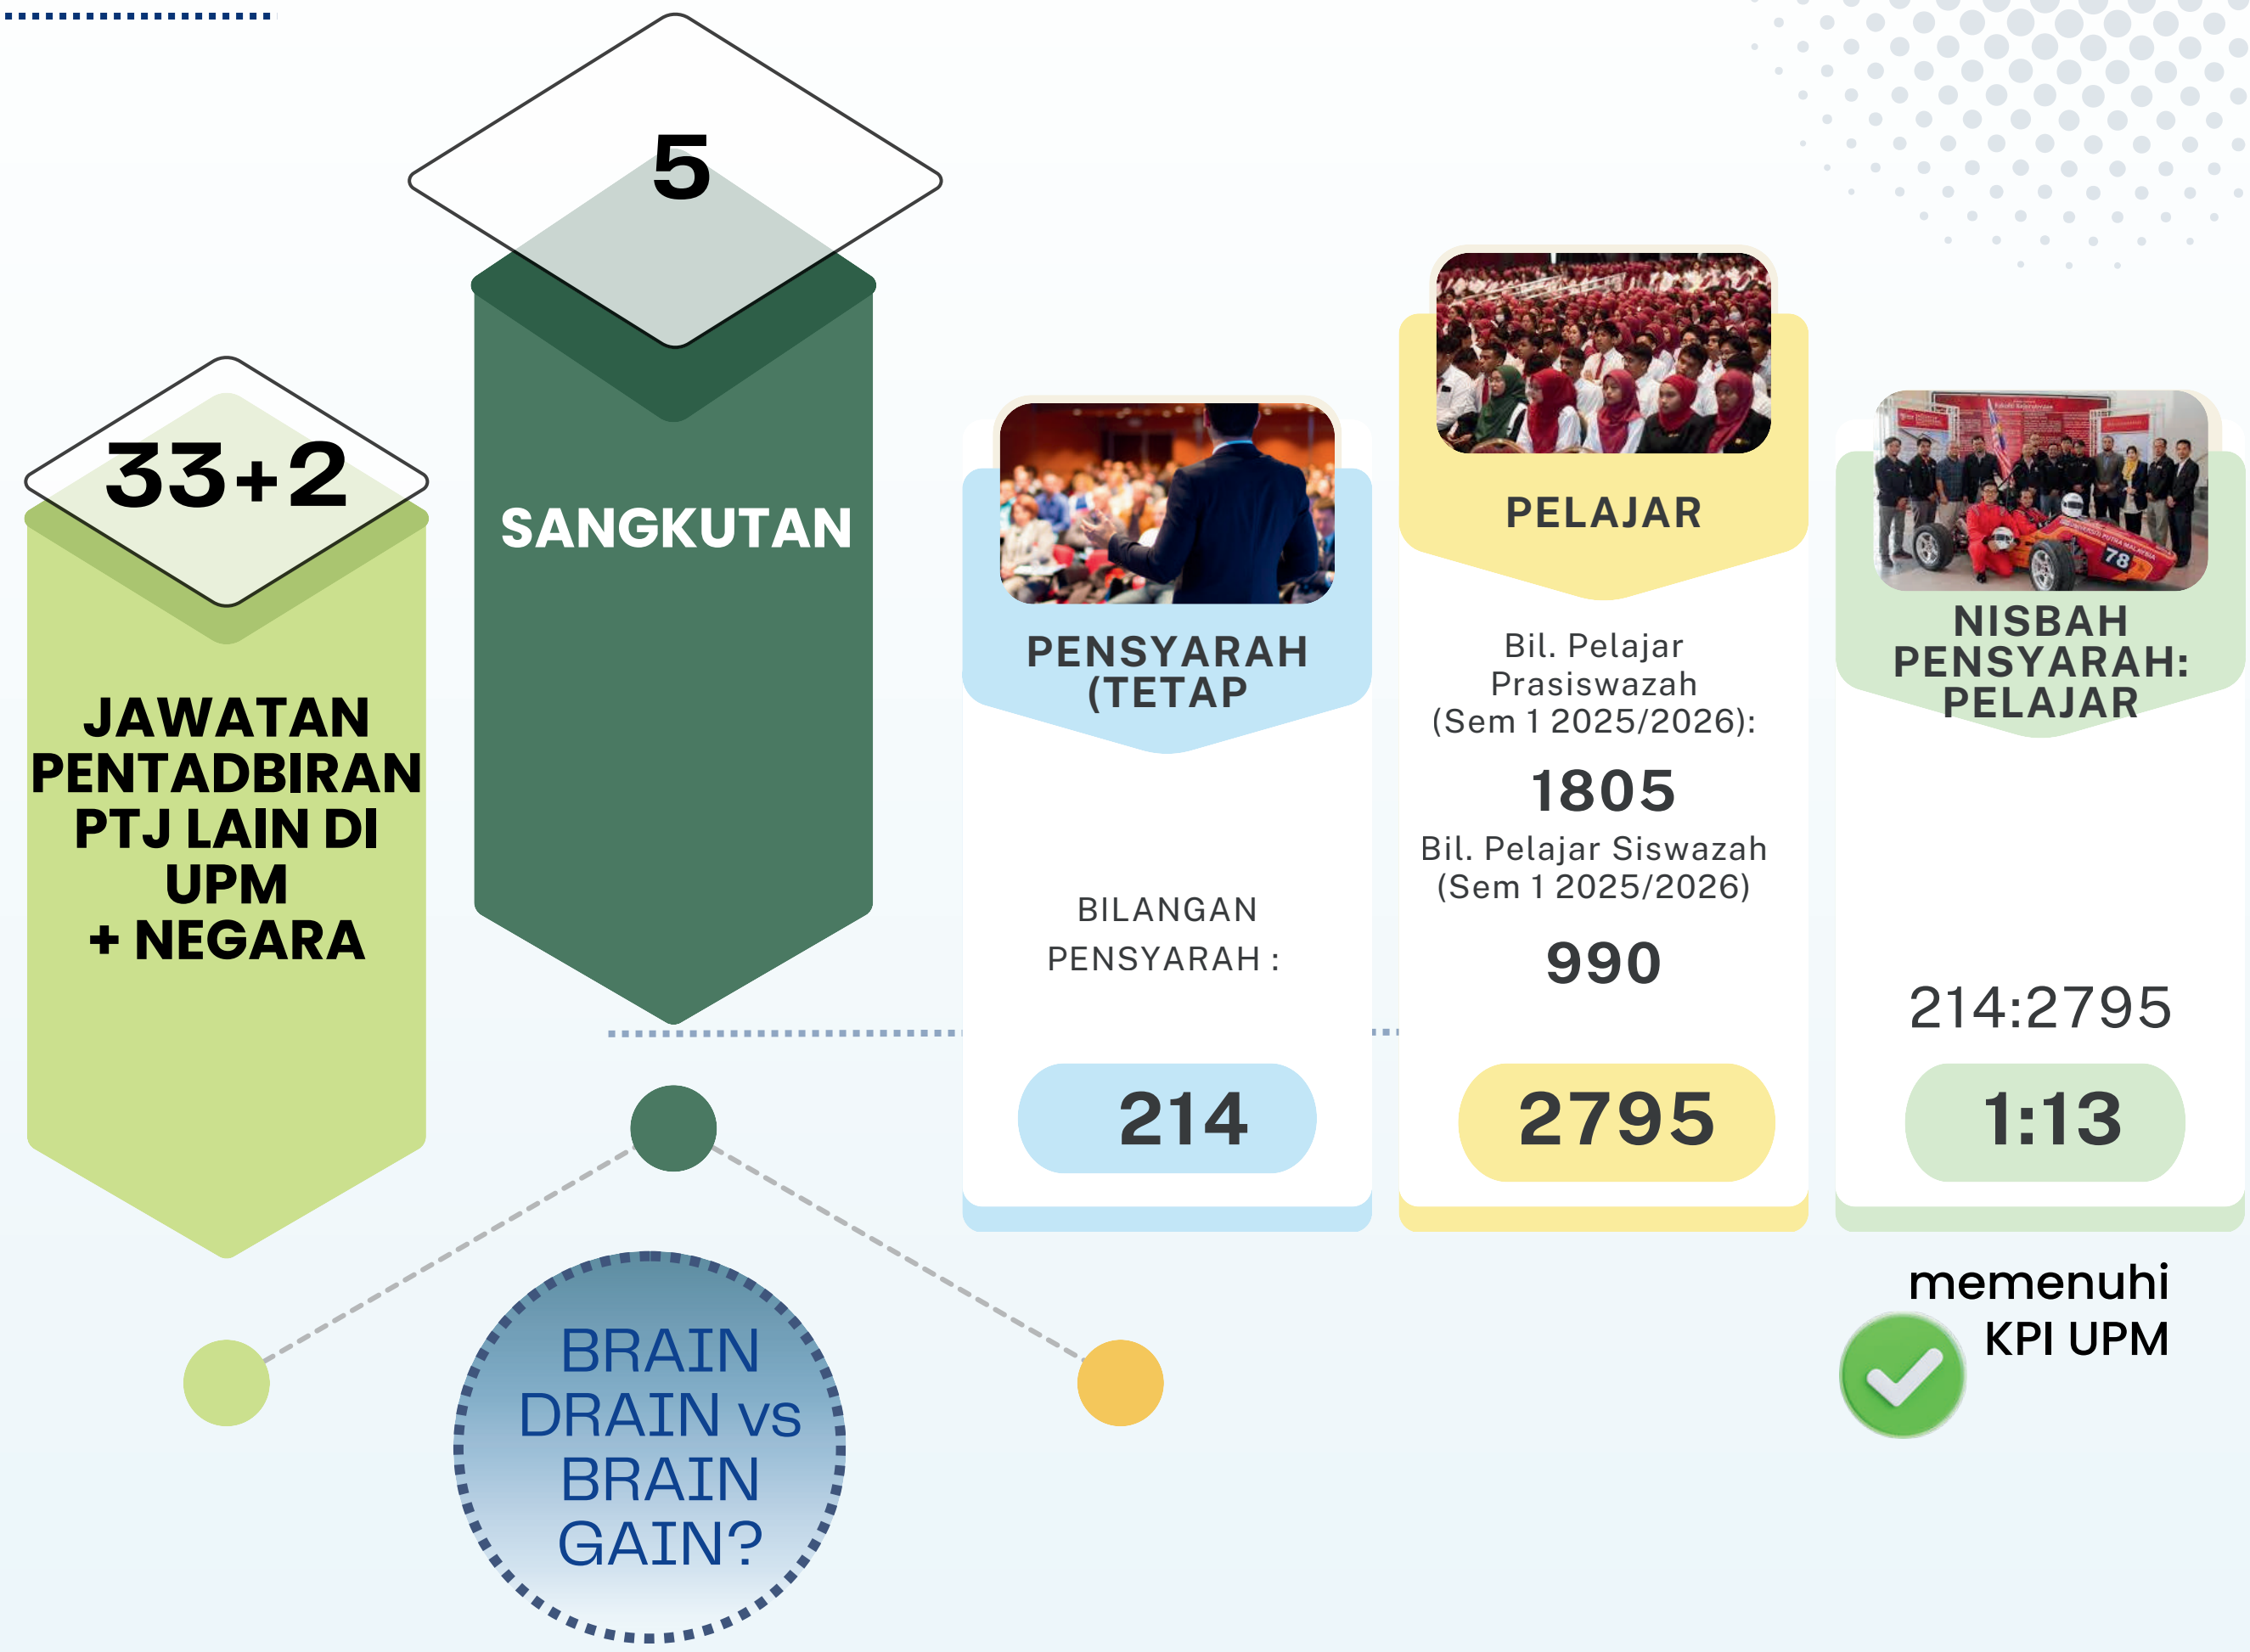 33+2
JAWATAN
PENTADBIRAN
PTJ LAIN DI
UPM
+ NEGARA
5
SANGKUTAN
BRAIN
DRAIN vs
BRAIN
GAIN?
PENSYARAH
(TETAP
BILANGAN
PENSYARAH :
214
PELAJAR
Bil. Pelajar
Prasiswazah
(Sem 1 2025/2026):
1805
Bil. Pelajar Siswazah
(Sem 1 2025/2026)
990
2795
78
NISBAH
PENSYARAH:
PELAJAR
214:2795
1:13
memenuhi
KPI UPM